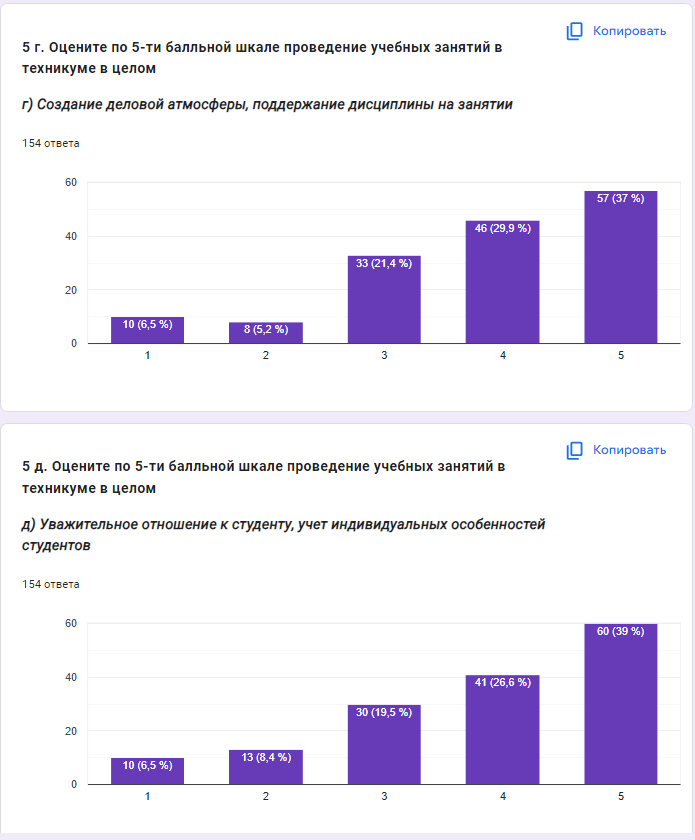 Копировать
5 г. Оцените по 5-ти балльной шкале проведение учебных занятий в
техникуме в целом
г) Создание деловой атмосферы, поддержание дисциплины на занятии
154 ответа
60
40
20
0
10 (6,5 %)
8 (5,2 %)
33 (21,4 %)
46 (29,9 %)
57 (37 %)
1 2 3 4 5
Копировать
5 д. Оцените по 5-ти балльной шкале проведение учебных занятий в
техникуме в целом
д) Уважительное отношение к студенту, учет индивидуальных особенностей
студентов
154 ответа
60
40
20
0
10 (6,5 %)
13 (8,4 %)
30 (19,5 %)
41 (26,6 %)
60 (39 %)
1 2 3 4 5